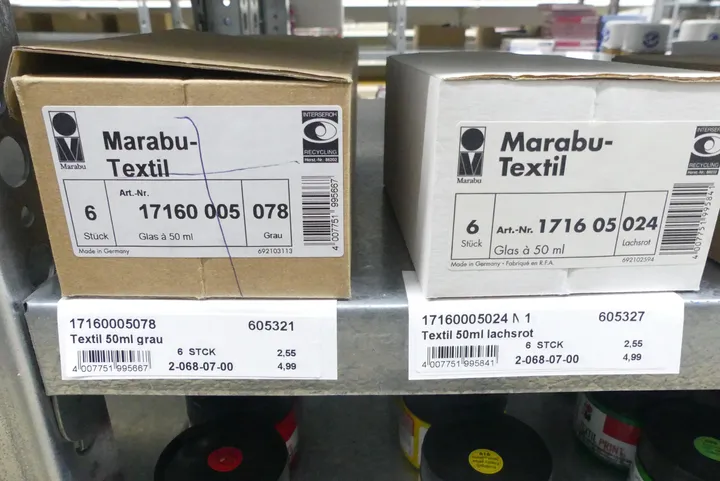 Marabu
Marabu-
Textil
INTERSEROH
RECYCLING
6
Stück
Art.-Nr.
17160 005
078
Glas à 50 ml
Grau
Made in Germany
692103113
4 007751 995667
Marabu
Marabu-
Textil
INTERSEROH
RECYCLING
6
Stück
Art.-Nr. 1716 05
024
Glas à 50 ml
Lachsrot
Made in Germany · Fabriqué en R.F.A.
692102594
4 007751 995841
17160005078
605321
Textil 50ml grau
6 STCK
2,55
4 007751 995667
2-068-07-00
4,99
17160005024 N 1
605327
Textil 50ml lachsrot
6 STCK
2,55
4 007751 995841
2-068-07-00
4,99